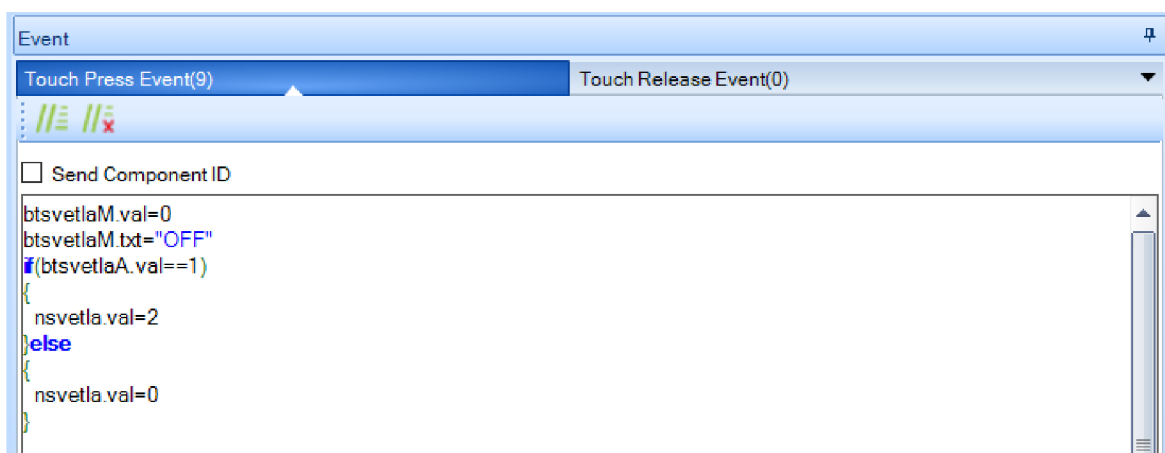 Event
Touch Press Event(9)
Touch Release Event(0)
Send Component ID
btsvetlaM.val=0
btsvetlaM.txt="OFF"
if(btsvetlaA.val==1)
{
nsvetla.val=2
}else
{
nsvetla.val=0
}